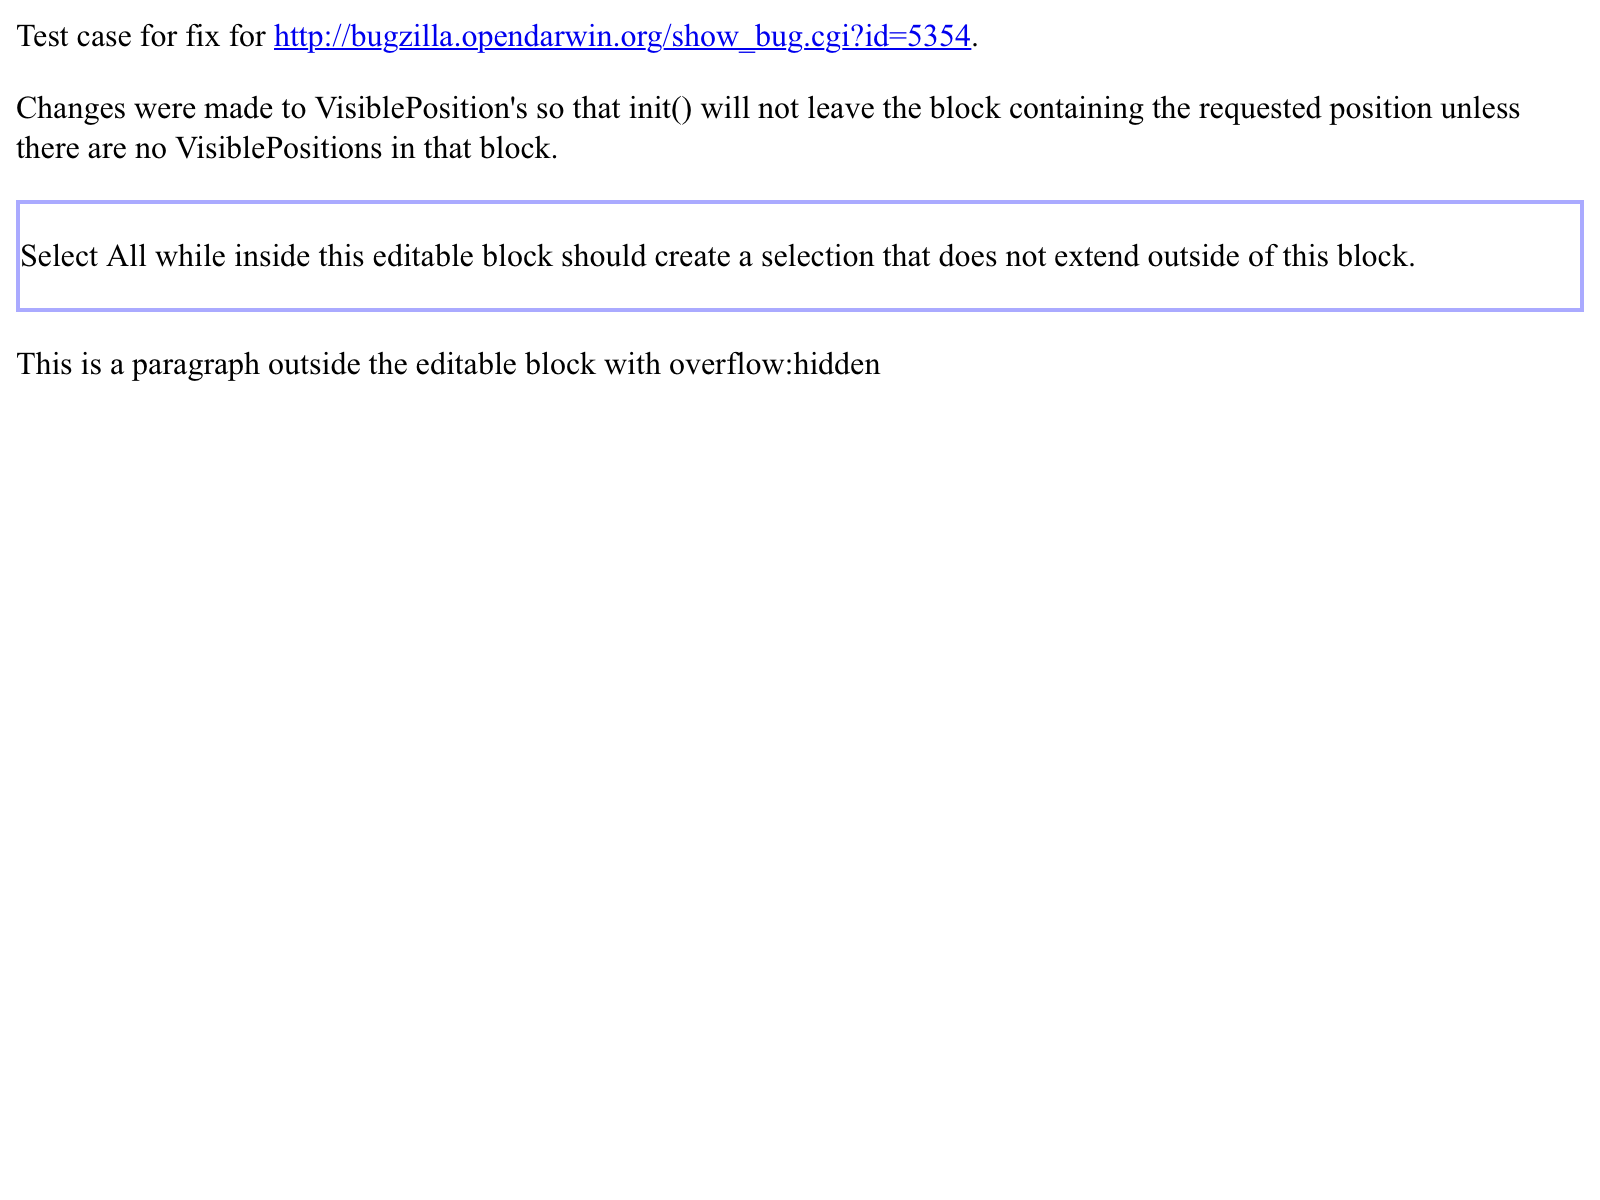 Test case for fix for http://bugzilla.opendarwin.org/show_bug.cgi?id=5354.
Changes were made to VisiblePosition's so that init() will not leave the block containing the requested position unless
there are no VisiblePositions in that block.
Select All while inside this editable block should create a selection that does not extend outside of this block.
This is a paragraph outside the editable block with overflow:hidden